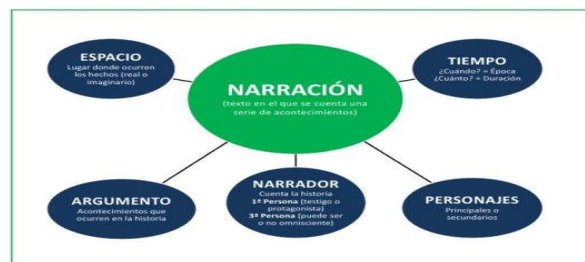 ESPACIO
Lugar donde ocurren
los hechos (real o
imaginario)
NARRACIÓN
(texto en el que se cuenta una
serie de acontecimientos)
TIEMPO
¿Cuándo? = Época
¿Cuánto? = Duración
ARGUMENTO
Acontecimientos que
ocurren en la historia
NARRADOR
Cuenta la historia
1ª Persona (testigo o
protagonista)
3ª Persona (puede ser
o no omnisciente)
PERSONAJES
Principales o
secundarios